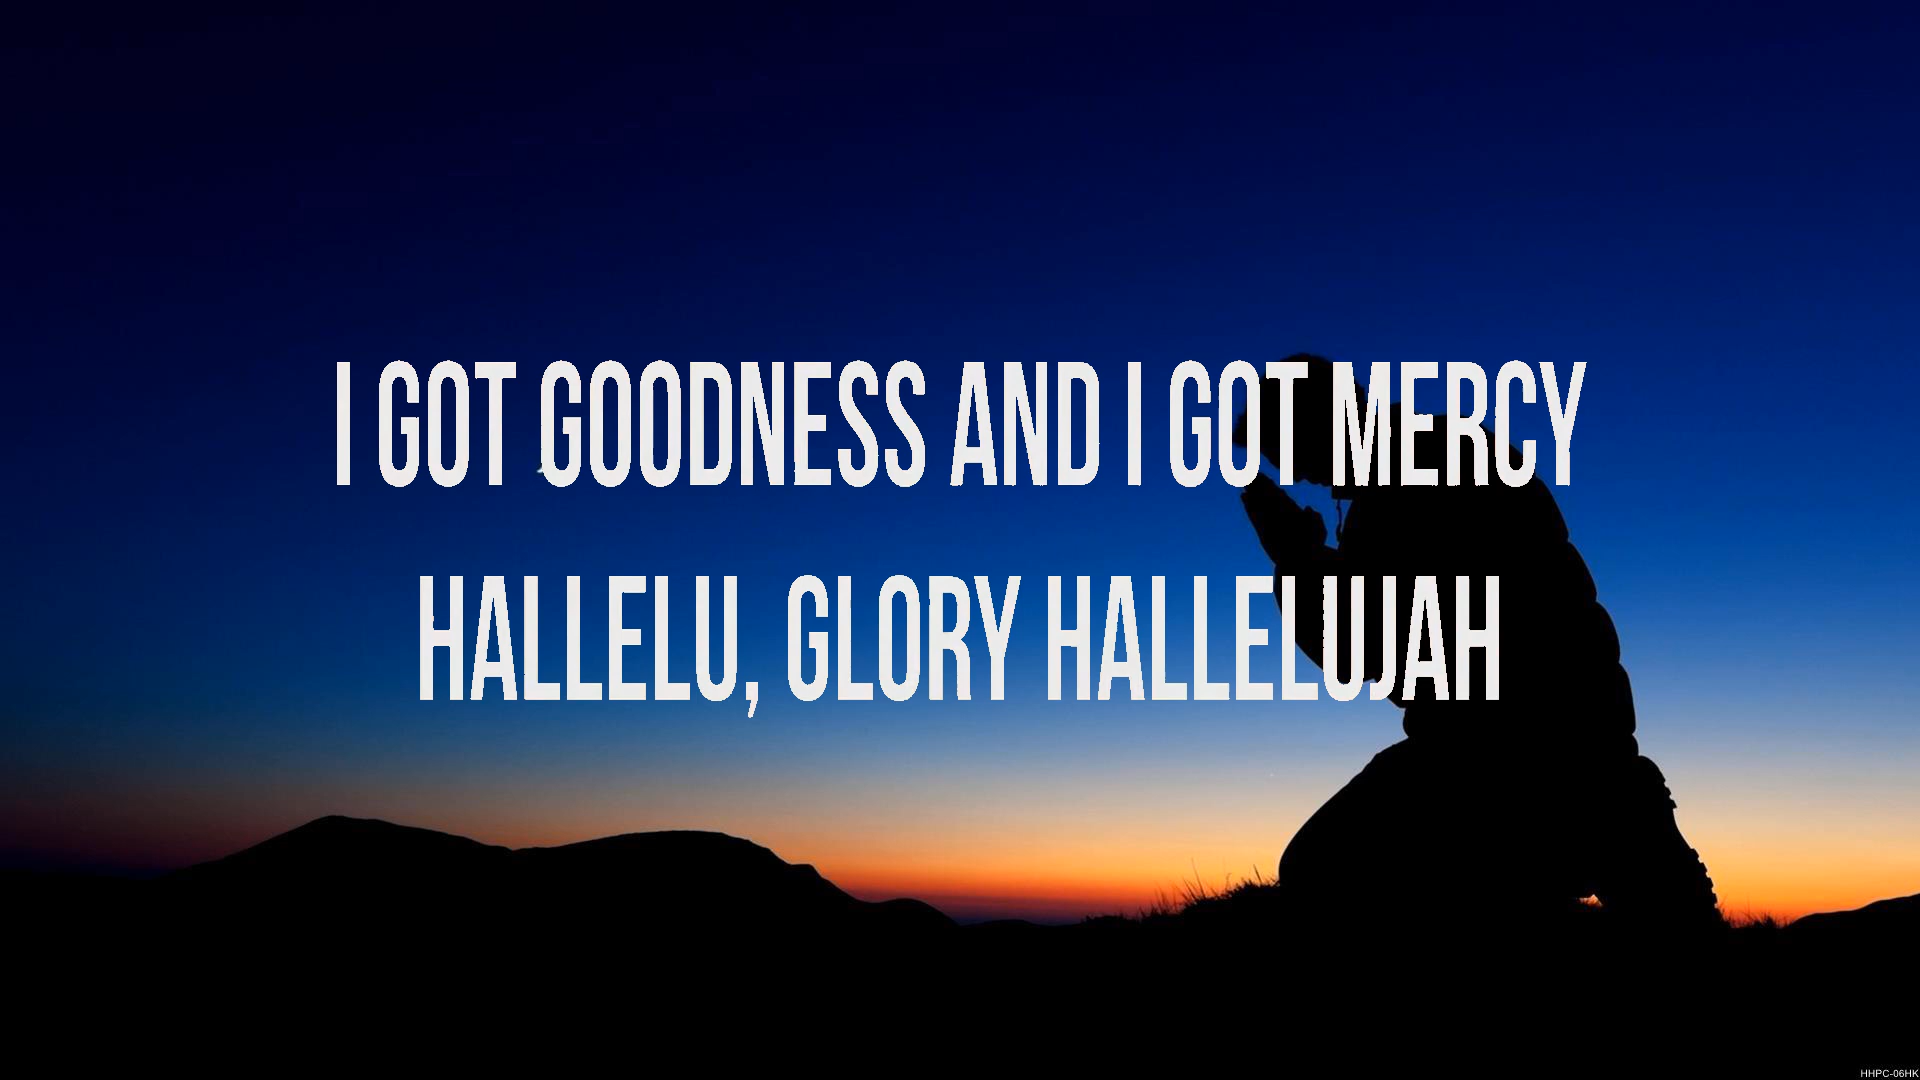 I GOT GOODNESS AND I GOT MERCY
HALLELU, GLORY HALLELUJAH
HHPC-06HK